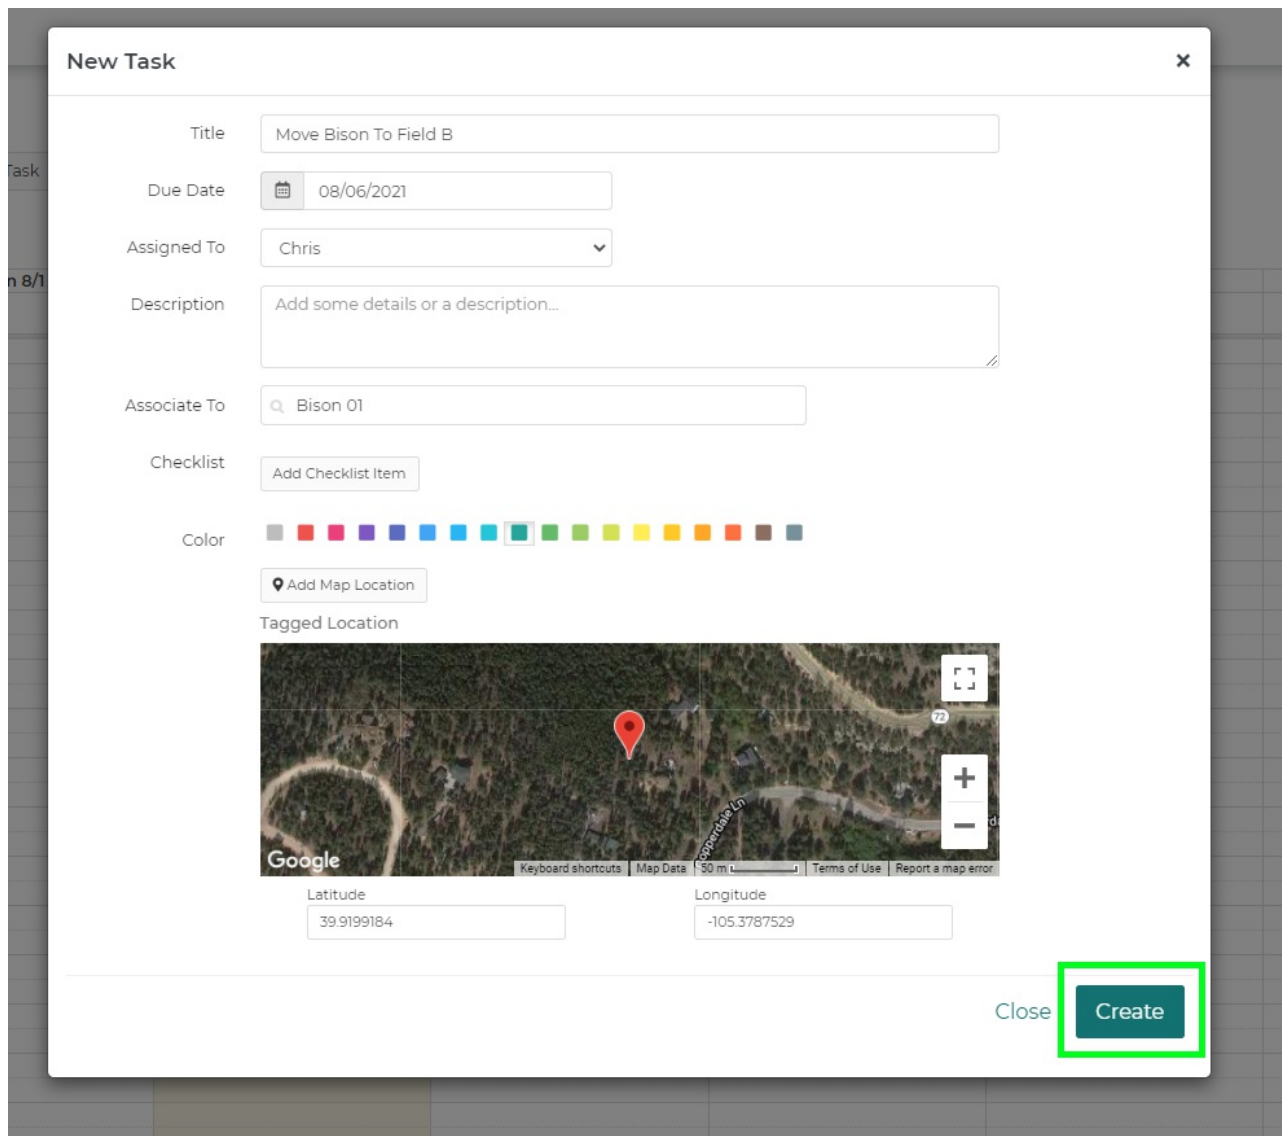 New Task
×
Title
Move Bison To Field B
Task
Due Date
08/06/2021
Assigned To
Chris
n 8/1
Description
Add some details or a description...
Associate To
Bison 01
Checklist
Add Checklist Item
Color
Add Map Location
Tagged Location
72
Copperdale Ln
Google
Keyboard shortcuts Map Data 50 m Terms of Use Report a map error
Latitude Longitude
39.9199184 -105.3787529
Close Create